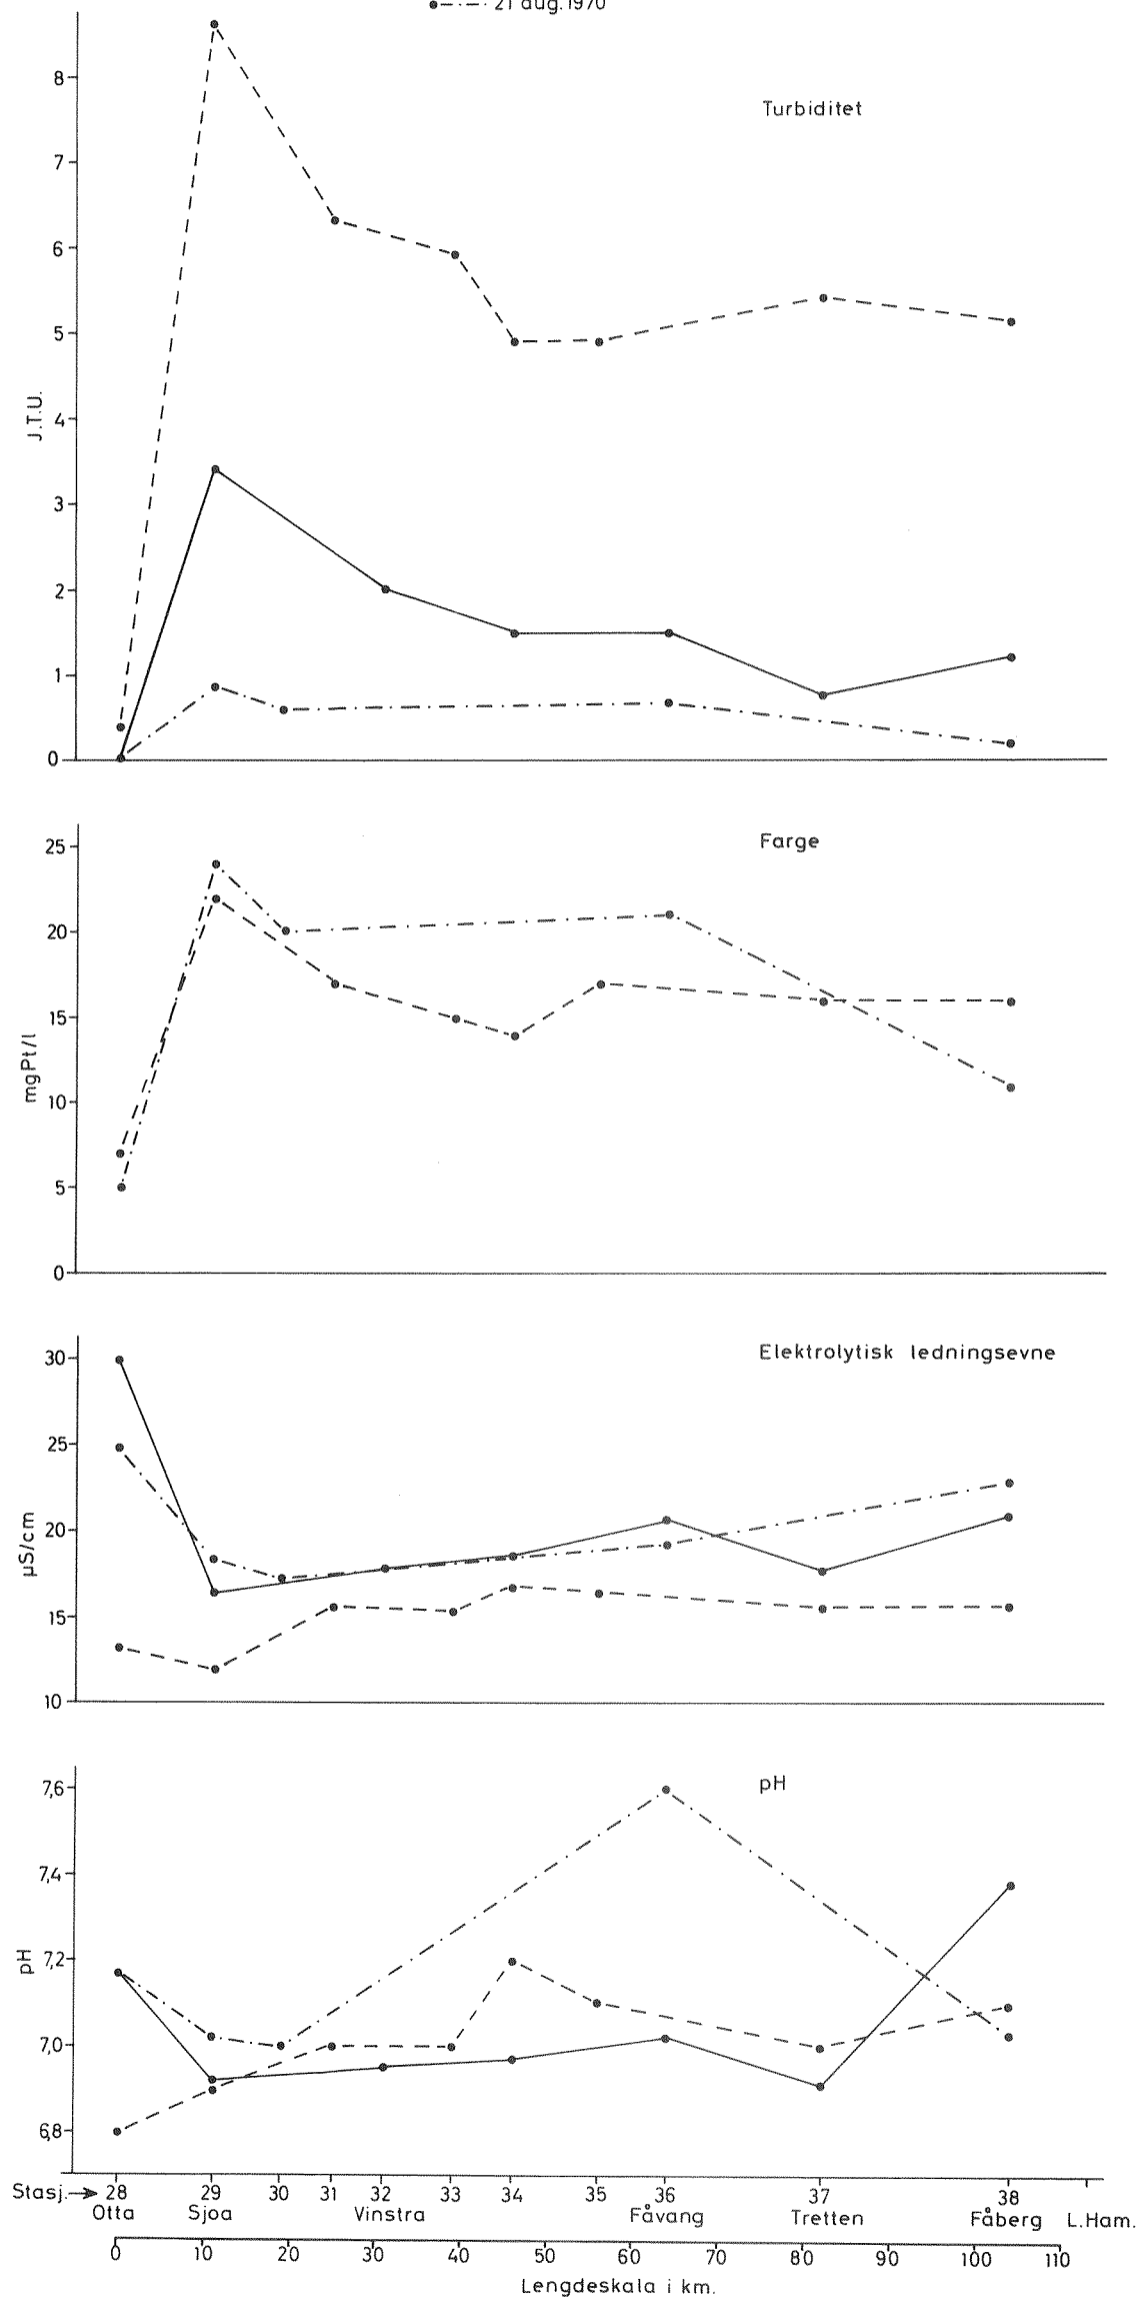 21 aug. 1970
Turbiditet
8
7
6
5
4
3
2
1
0
J.T.U.
Farge
25
20
15
10
5
0
mgPt/l
Elektrolytisk ledningsevne
30
25
20
15
10
µS/cm
pH
7,6
7,4
7,2
7,0
6,8
pH
Stasj. 28 29 30 31 32 33 34 35 36 37 38
Otta Sjoa Vinstra Fåvang Tretten Fåberg L.Ham.
0 10 20 30 40 50 60 70 80 90 100 110
Lengdeskala i km.